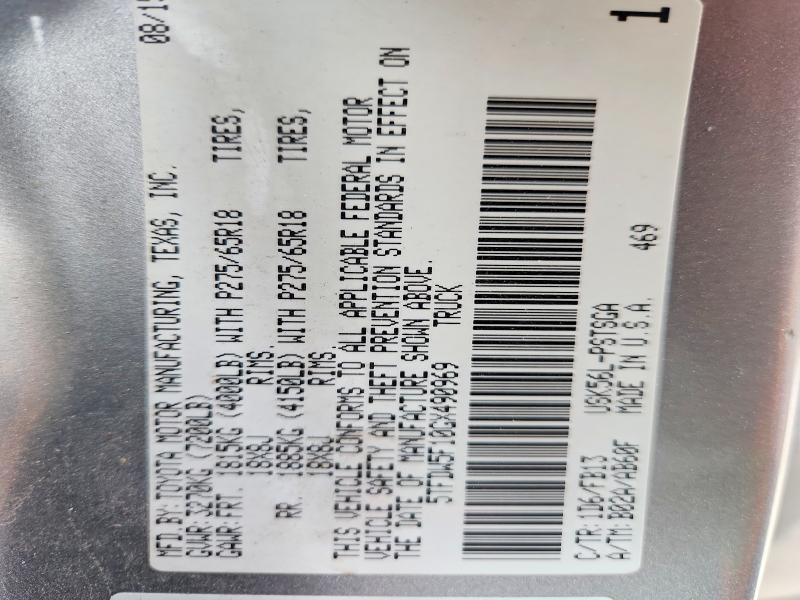 MFD.BY: TOYOTA MOTOR MANUFACTURING, TEXAS, INC. 08/15
GVWR: 3270KG (7200LB)
GAWR: FRT. 1815KG (4000LB) WITH P275/65R18 TIRES,
18X8J RIMS.
RR. 1885KG (4150LB) WITH P275/65R18 TIRES,
18X8J RIMS.
THIS VEHICLE CONFORMS TO ALL APPLICABLE FEDERAL MOTOR
VEHICLE SAFETY AND THEFT PREVENTION STANDARDS IN EFFECT ON
THE DATE OF MANUFACTURE SHOWN ABOVE.
5TFDW5F10GX490969 TRUCK
C/TR: 1D6/FB13 USK56L-PSTSGA
A/TM: B02A/AB60F MADE IN U.S.A. 469
1